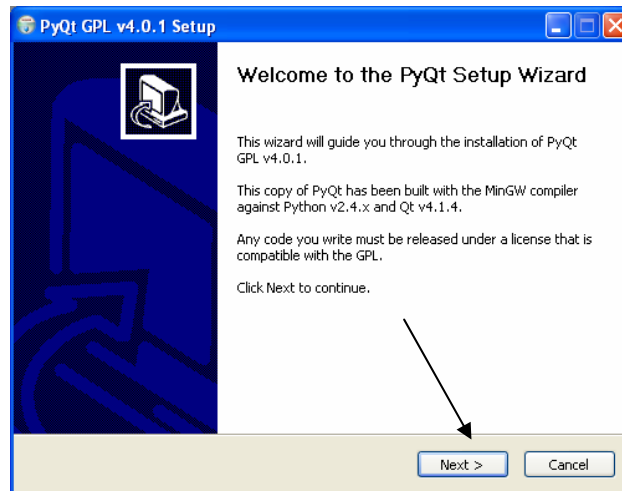 PyQt GPL v4.0.1 Setup
Welcome to the PyQt Setup Wizard
This wizard will guide you through the installation of PyQt
GPL v4.0.1.
This copy of PyQt has been built with the MinGW compiler
against Python v2.4.x and Qt v4.1.4.
Any code you write must be released under a license that is
compatible with the GPL.
Click Next to continue.
Next >
Cancel